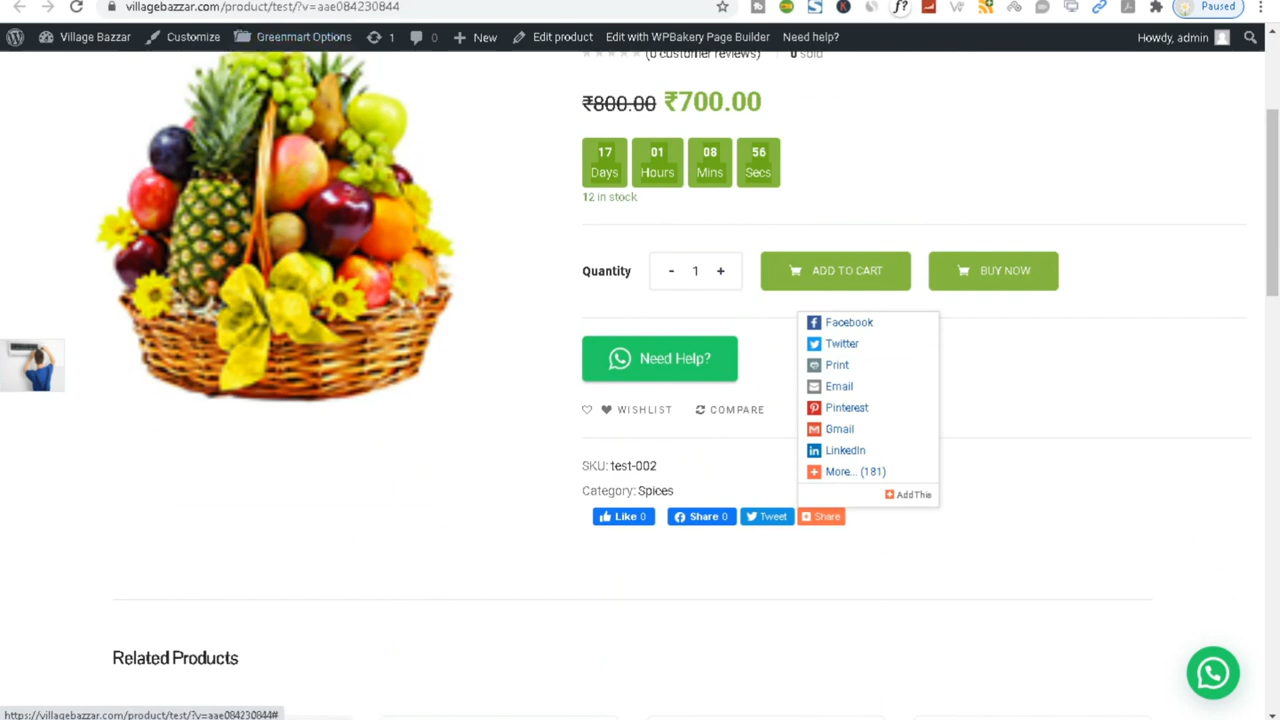 villagebazzar.com/product/test/?v=aae084230844
Paused
Village Bazzar Customize Greenmart Options 1 0 New Edit product Edit with WPBakery Page Builder Need help? Howdy, admin
(0 customer reviews) 0 sold
₹800.00 ₹700.00
17 01 08 56
Days Hours Mins Secs
12 in stock
Quantity - 1 + ADD TO CART BUY NOW
Facebook
Twitter
Need Help?
Print
Email
Pinterest
WISHLIST COMPARE
Gmail
LinkedIn
SKU: test-002
More... (181)
Category: Spices
AddThis
Like 0 Share 0 Tweet Share
Related Products
https://villagebazzar.com/product/test/?v=aae084230844#